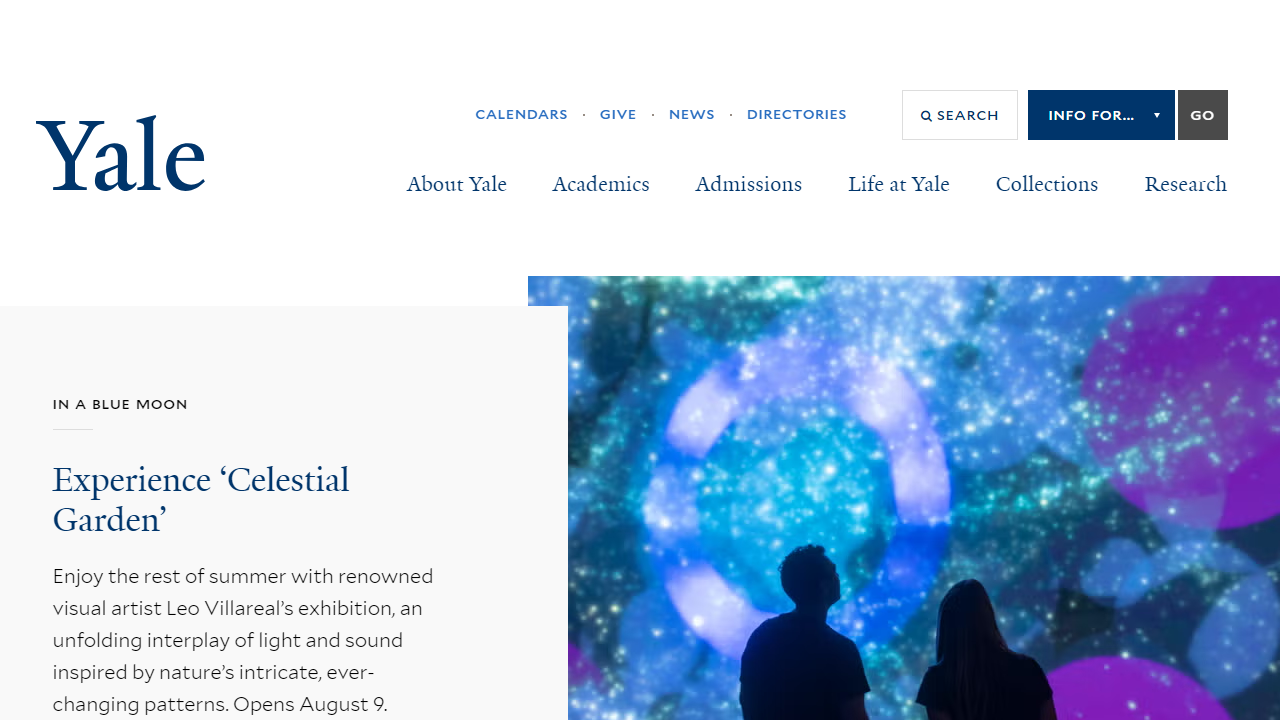 Yale
CALENDARS · GIVE · NEWS · DIRECTORIES
SEARCH
INFO FOR...
GO
About Yale Academics Admissions Life at Yale Collections Research
IN A BLUE MOON
Experience ‘Celestial
Garden’
Enjoy the rest of summer with renowned
visual artist Leo Villareal’s exhibition, an
unfolding interplay of light and sound
inspired by nature’s intricate, ever-
changing patterns. Opens August 9.